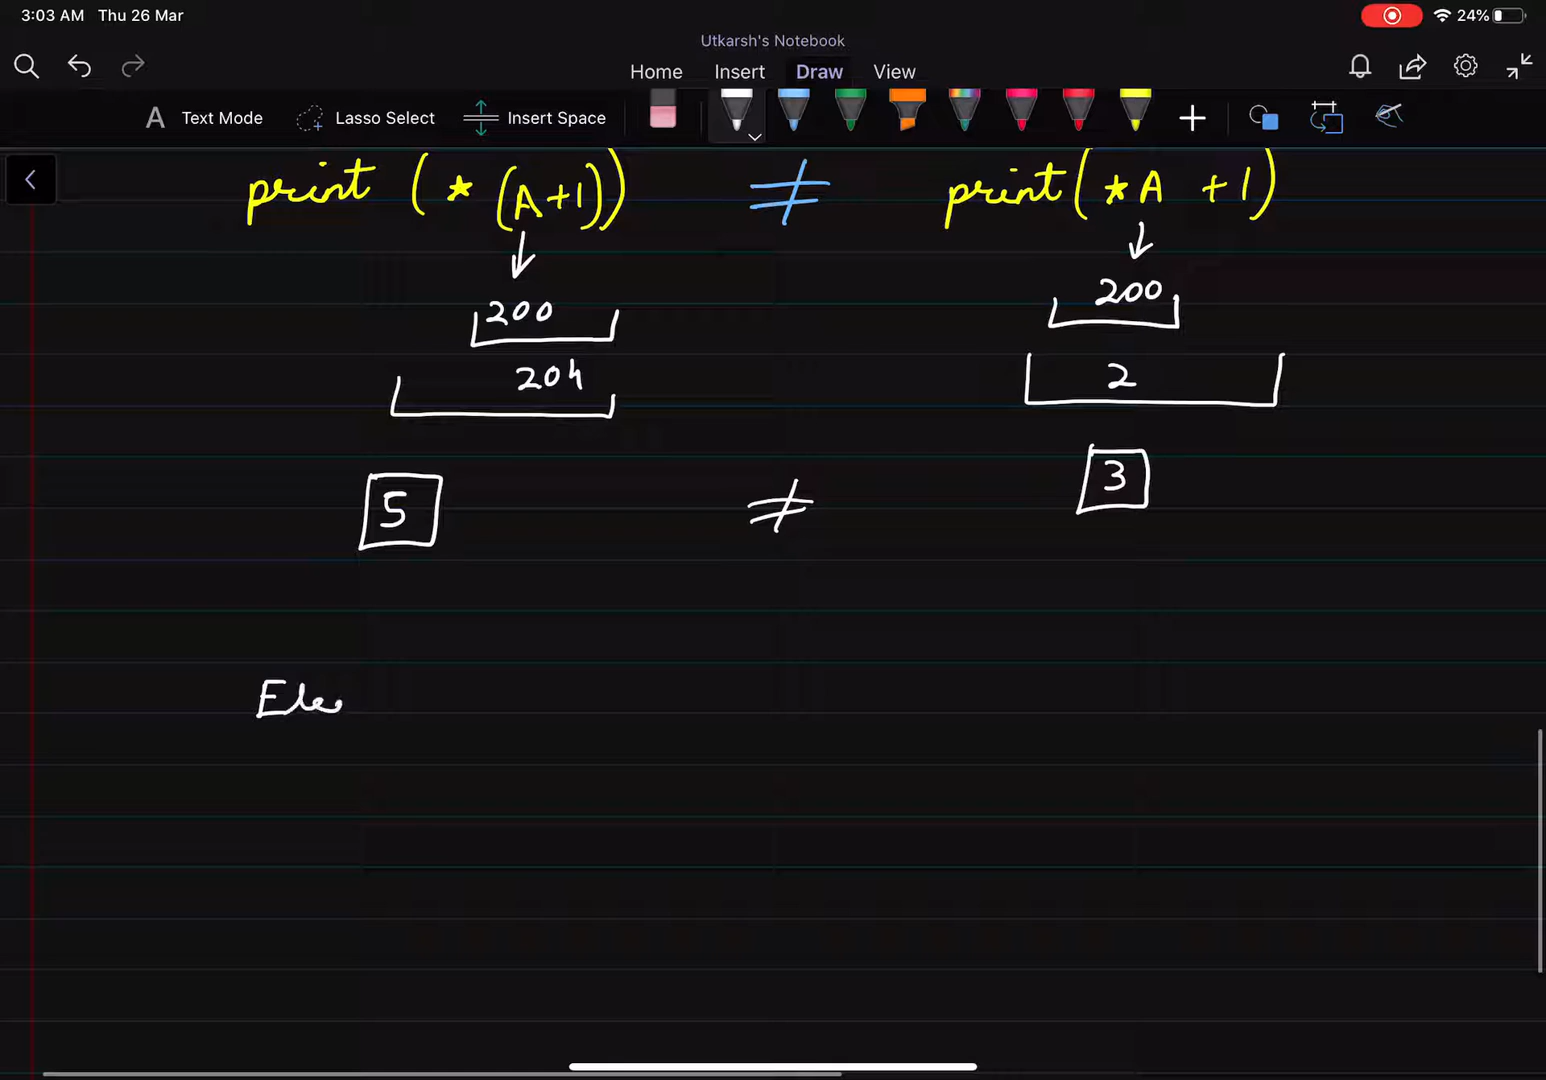 3:03 AM Thu 26 Mar
24%
Utkarsh's Notebook
Home Insert Draw View
A Text Mode Lasso Select Insert Space
print (*(A+1)) ≠ print(*A +1)
200 200
204 2
5 ≠ 3
Ele